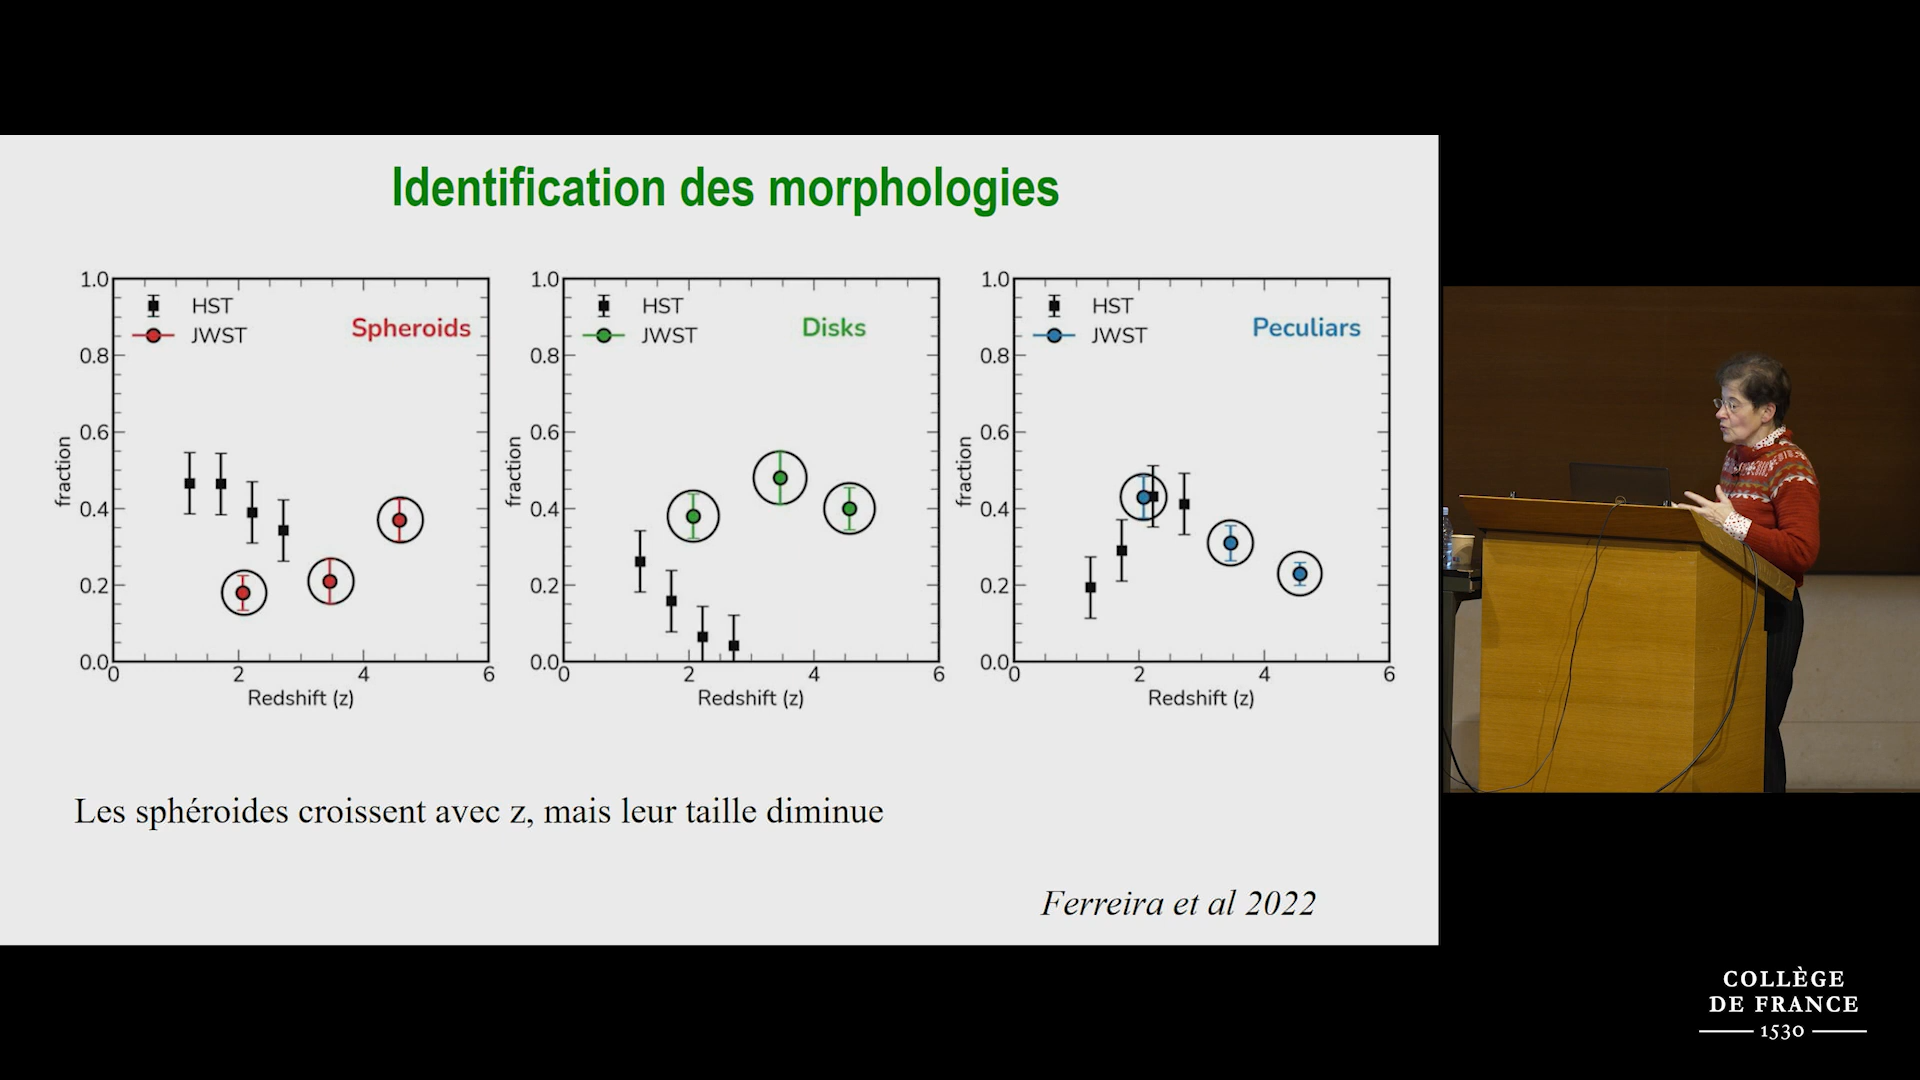 Identification des morphologies
1.0
0.8
0.6
0.4
0.2
0.0
HST
JWST
Spheroids
fraction
0 2 4 6
Redshift (z)
1.0
0.8
0.6
0.4
0.2
0.0
HST
JWST
Disks
fraction
0 2 4 6
Redshift (z)
1.0
0.8
0.6
0.4
0.2
0.0
HST
JWST
Peculiars
fraction
0 2 4 6
Redshift (z)
Les sphéroides croissent avec z, mais leur taille diminue
Ferreira et al 2022
COLLÈGE
DE FRANCE
1530